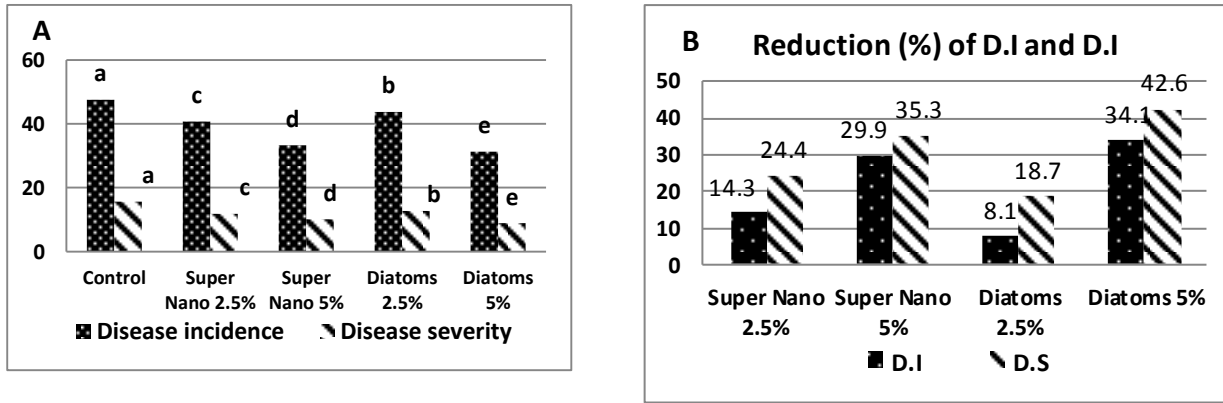 A
60
40
20
0
a
a
c
c
d
d
b
b
e
e
Control
Super
Nano 2.5%
Super
Nano 5%
Diatoms
2.5%
Diatoms
5%
Disease incidence
Disease severity
B
Reduction (%) of D.I and D.I
50
40
30
20
10
0
14.3
24.4
29.9
35.3
8.1
18.7
34.1
42.6
Super Nano
2.5%
Super Nano
5%
Diatoms
2.5%
Diatoms 5%
D.I
D.S